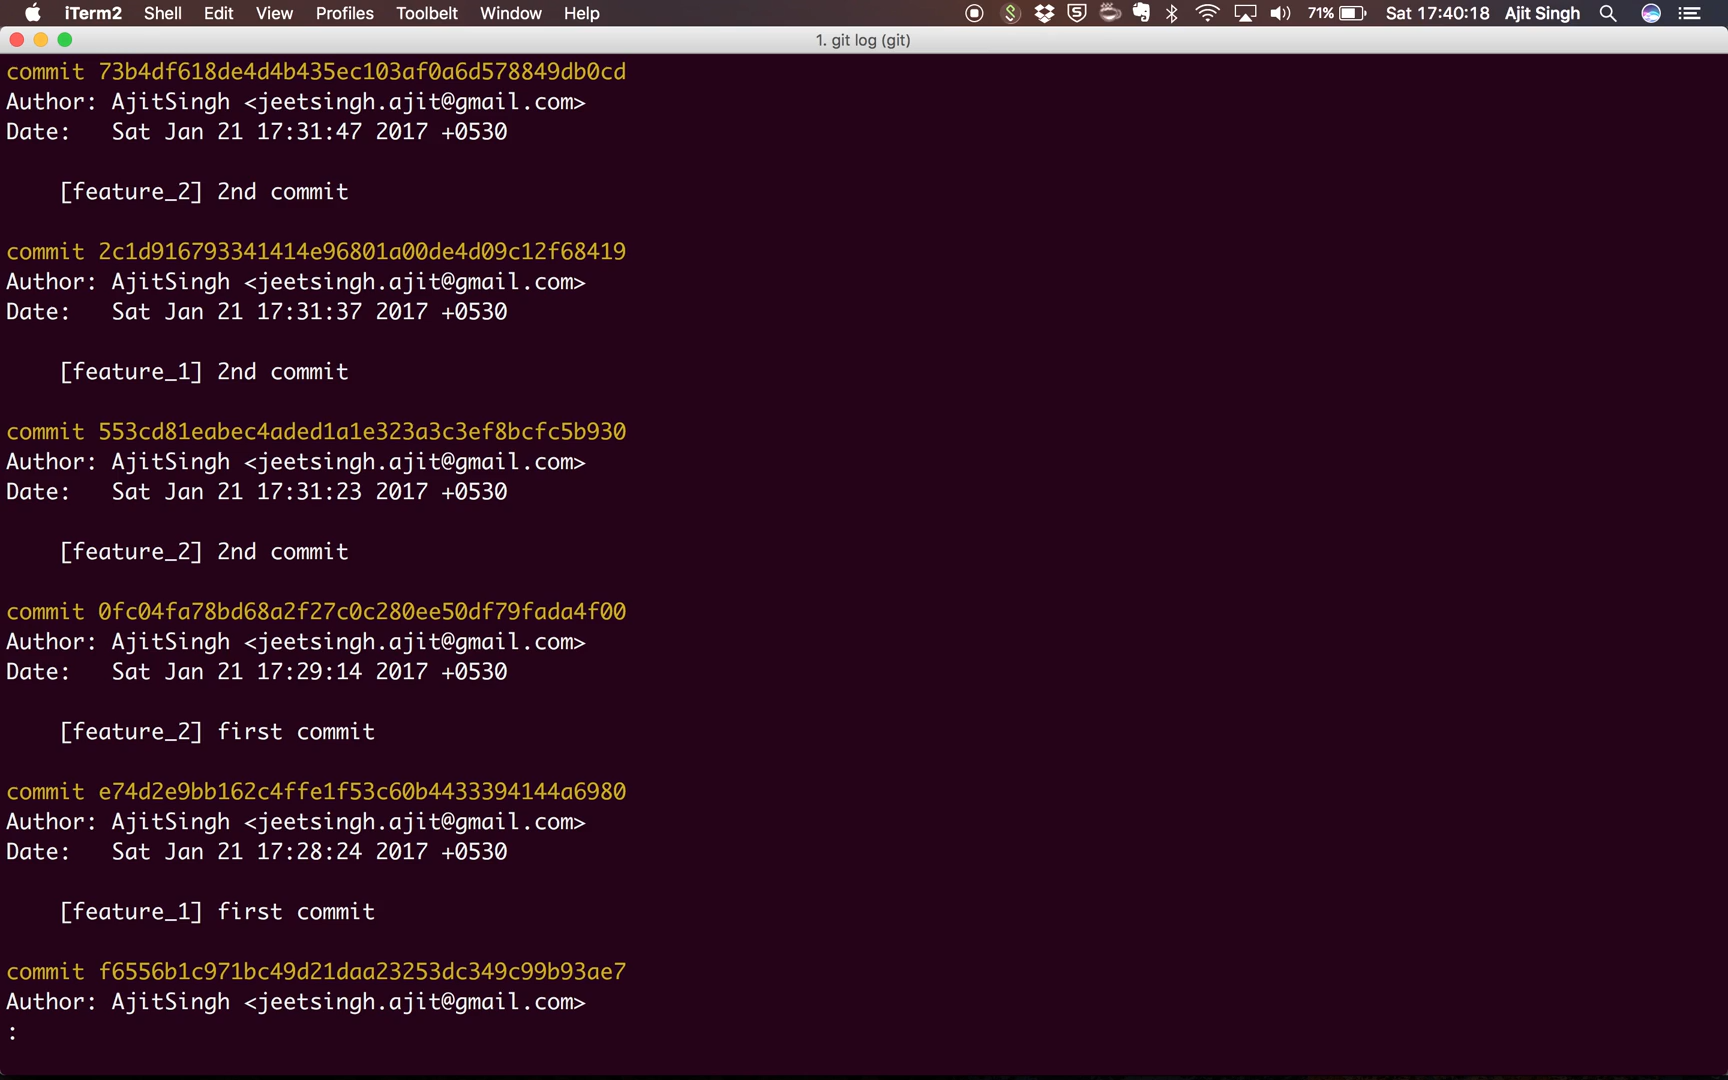 iTerm2 Shell Edit View Profiles Toolbelt Window Help 71% Sat 17:40:18 Ajit Singh
1. git log (git)
commit 73b4df618de4d4b435ec103af0a6d578849db0cd
Author: AjitSingh <jeetsingh.ajit@gmail.com>
Date:   Sat Jan 21 17:31:47 2017 +0530
[feature_2] 2nd commit
commit 2c1d916793341414e96801a00de4d09c12f68419
Author: AjitSingh <jeetsingh.ajit@gmail.com>
Date:   Sat Jan 21 17:31:37 2017 +0530
[feature_1] 2nd commit
commit 553cd81eabec4aded1a1e323a3c3ef8bcfc5b930
Author: AjitSingh <jeetsingh.ajit@gmail.com>
Date:   Sat Jan 21 17:31:23 2017 +0530
[feature_2] 2nd commit
commit 0fc04fa78bd68a2f27c0c280ee50df79fada4f00
Author: AjitSingh <jeetsingh.ajit@gmail.com>
Date:   Sat Jan 21 17:29:14 2017 +0530
[feature_2] first commit
commit e74d2e9bb162c4ffe1f53c60b4433394144a6980
Author: AjitSingh <jeetsingh.ajit@gmail.com>
Date:   Sat Jan 21 17:28:24 2017 +0530
[feature_1] first commit
commit f6556b1c971bc49d21daa23253dc349c99b93ae7
Author: AjitSingh <jeetsingh.ajit@gmail.com>
: